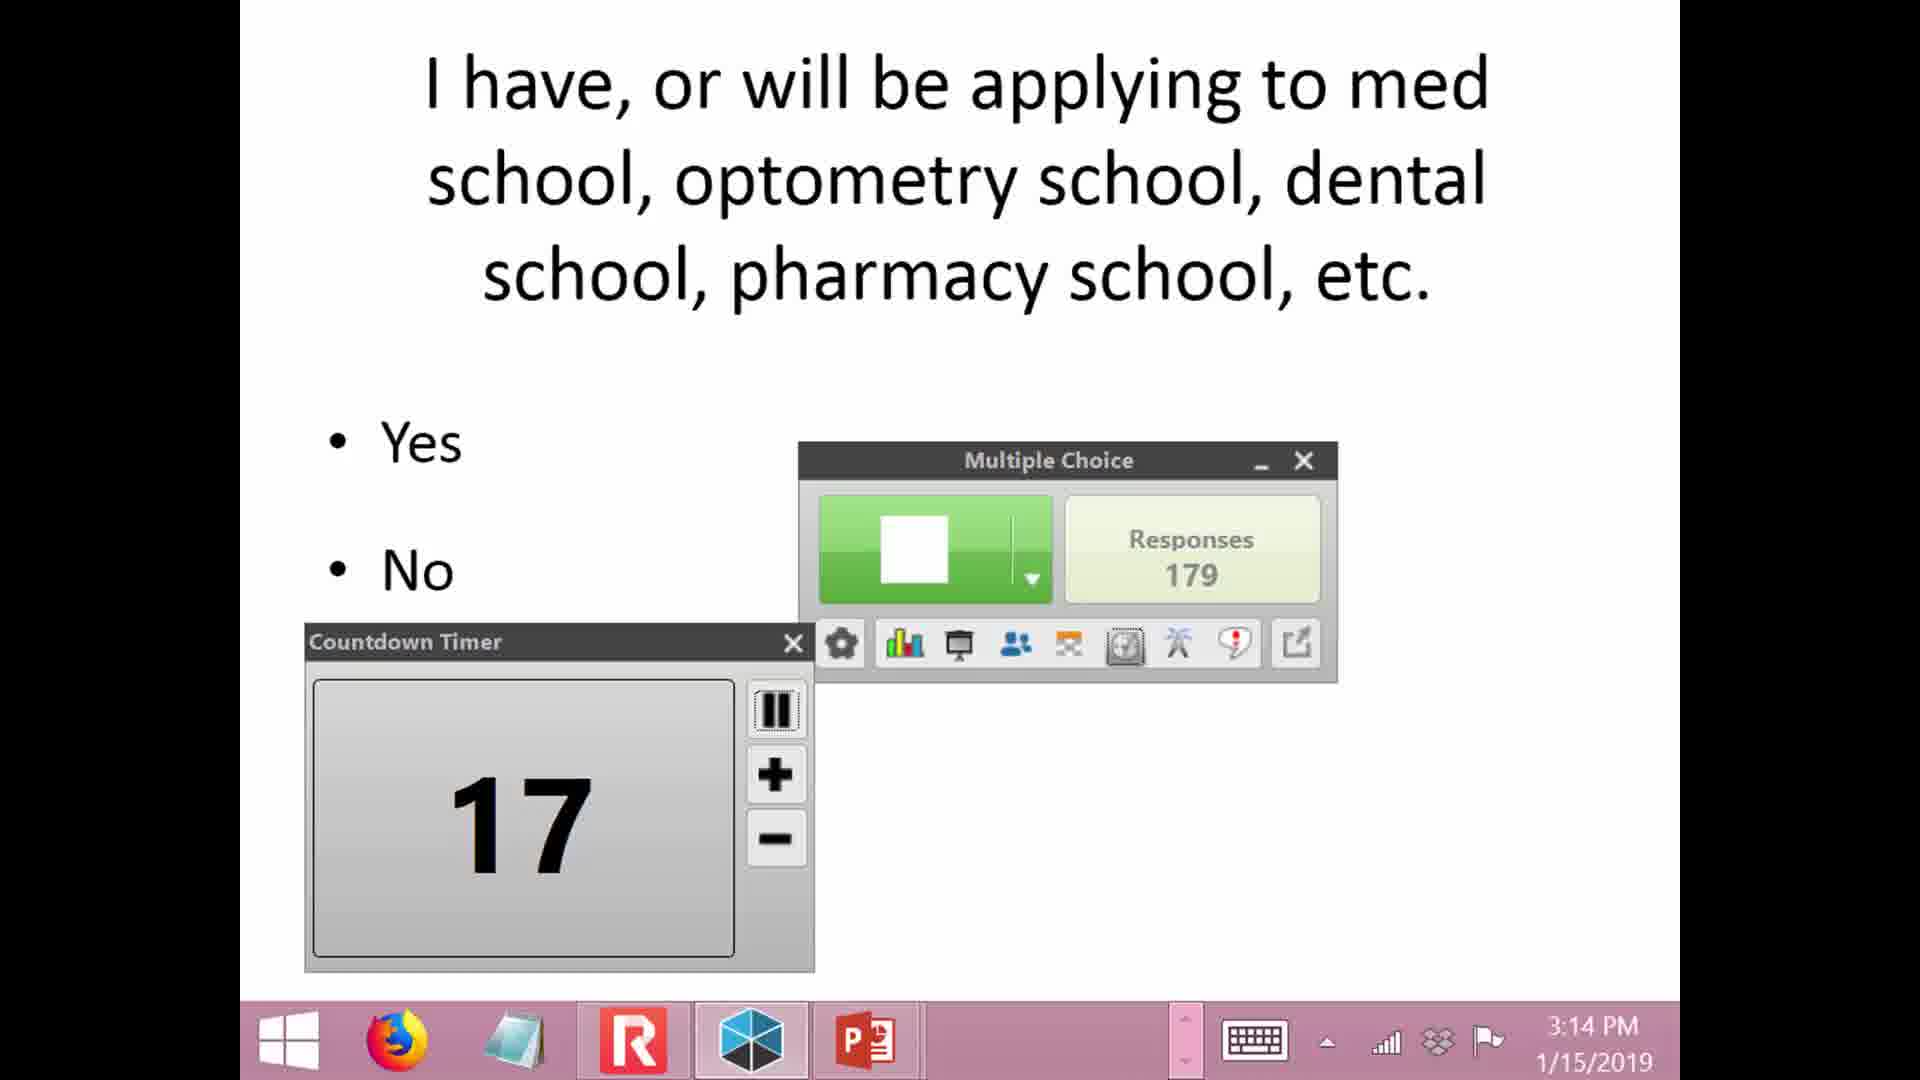 I have, or will be applying to med
school, optometry school, dental
school, pharmacy school, etc.
• Yes
• No
Multiple Choice
Responses
179
Countdown Timer
17
3:14 PM
1/15/2019